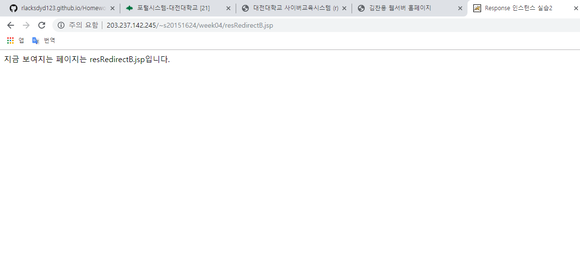 rlacksdyd123.github.io/Homewo
포털시스템-대전대학교 [21]
대전대학교 사이버교육시스템 (r)
김찬용 웹서버 홈페이지
Response 인스턴스 실습2
주의 요함 | 203.237.142.245/~s20151624/week04/resRedirectB.jsp
앱 번역
지금 보여지는 페이지는 resRedirectB.jsp입니다.